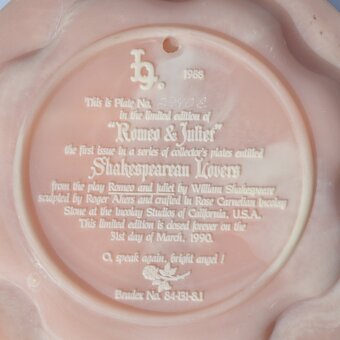 1988
This is Plate No.
in the limited edition of
"Romeo & Juliet"
the first issue in a series of collector's plates entitled
Shakespearean Lovers
from the play Romeo and Juliet by William Shakespeare
sculpted by Roger Akers and crafted in Rose Carnelian Incolay
Stone at the Incolay Studios of California, U.S.A.
This limited edition is closed forever on the
31st day of March, 1990.
O, speak again, bright angel!
Bradex No. 84-I31-8.1